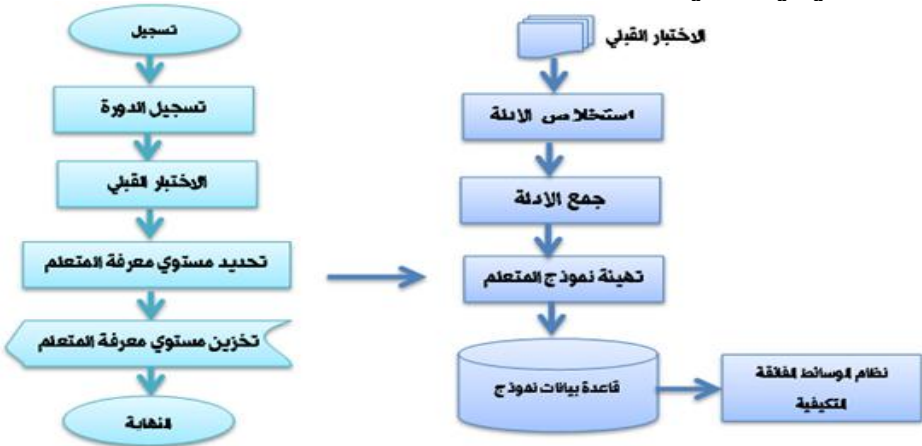 تسجيل
تسجيل الدورة
الاختبار القبلي
تحديد مستوي معرفة المتعلم
تخزين مستوي معرفة المتعلم
النهاية
الاختبار القبلي
استخلاص الادلة
جمع الادلة
تهيئة نموذج المتعلم
قاعدة بيانات نموذج
نظام الوسائط الفائقة
التكيفية